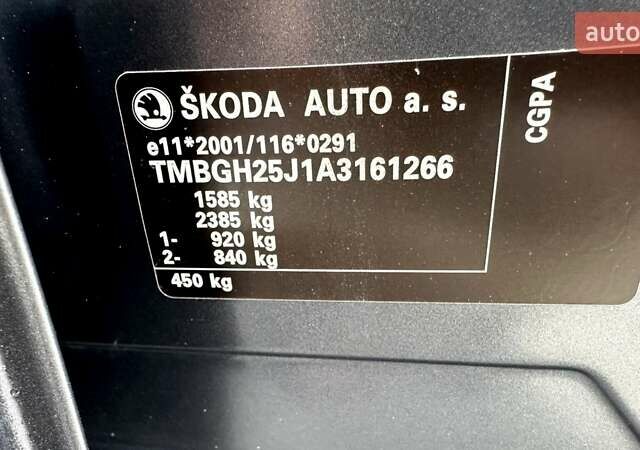 auto
ŠKODA AUTO a. s.
e11*2001/116*0291
TMBGH25J1A3161266
1585 kg
2385 kg
1- 920 kg
2- 840 kg
450 kg
CGPA